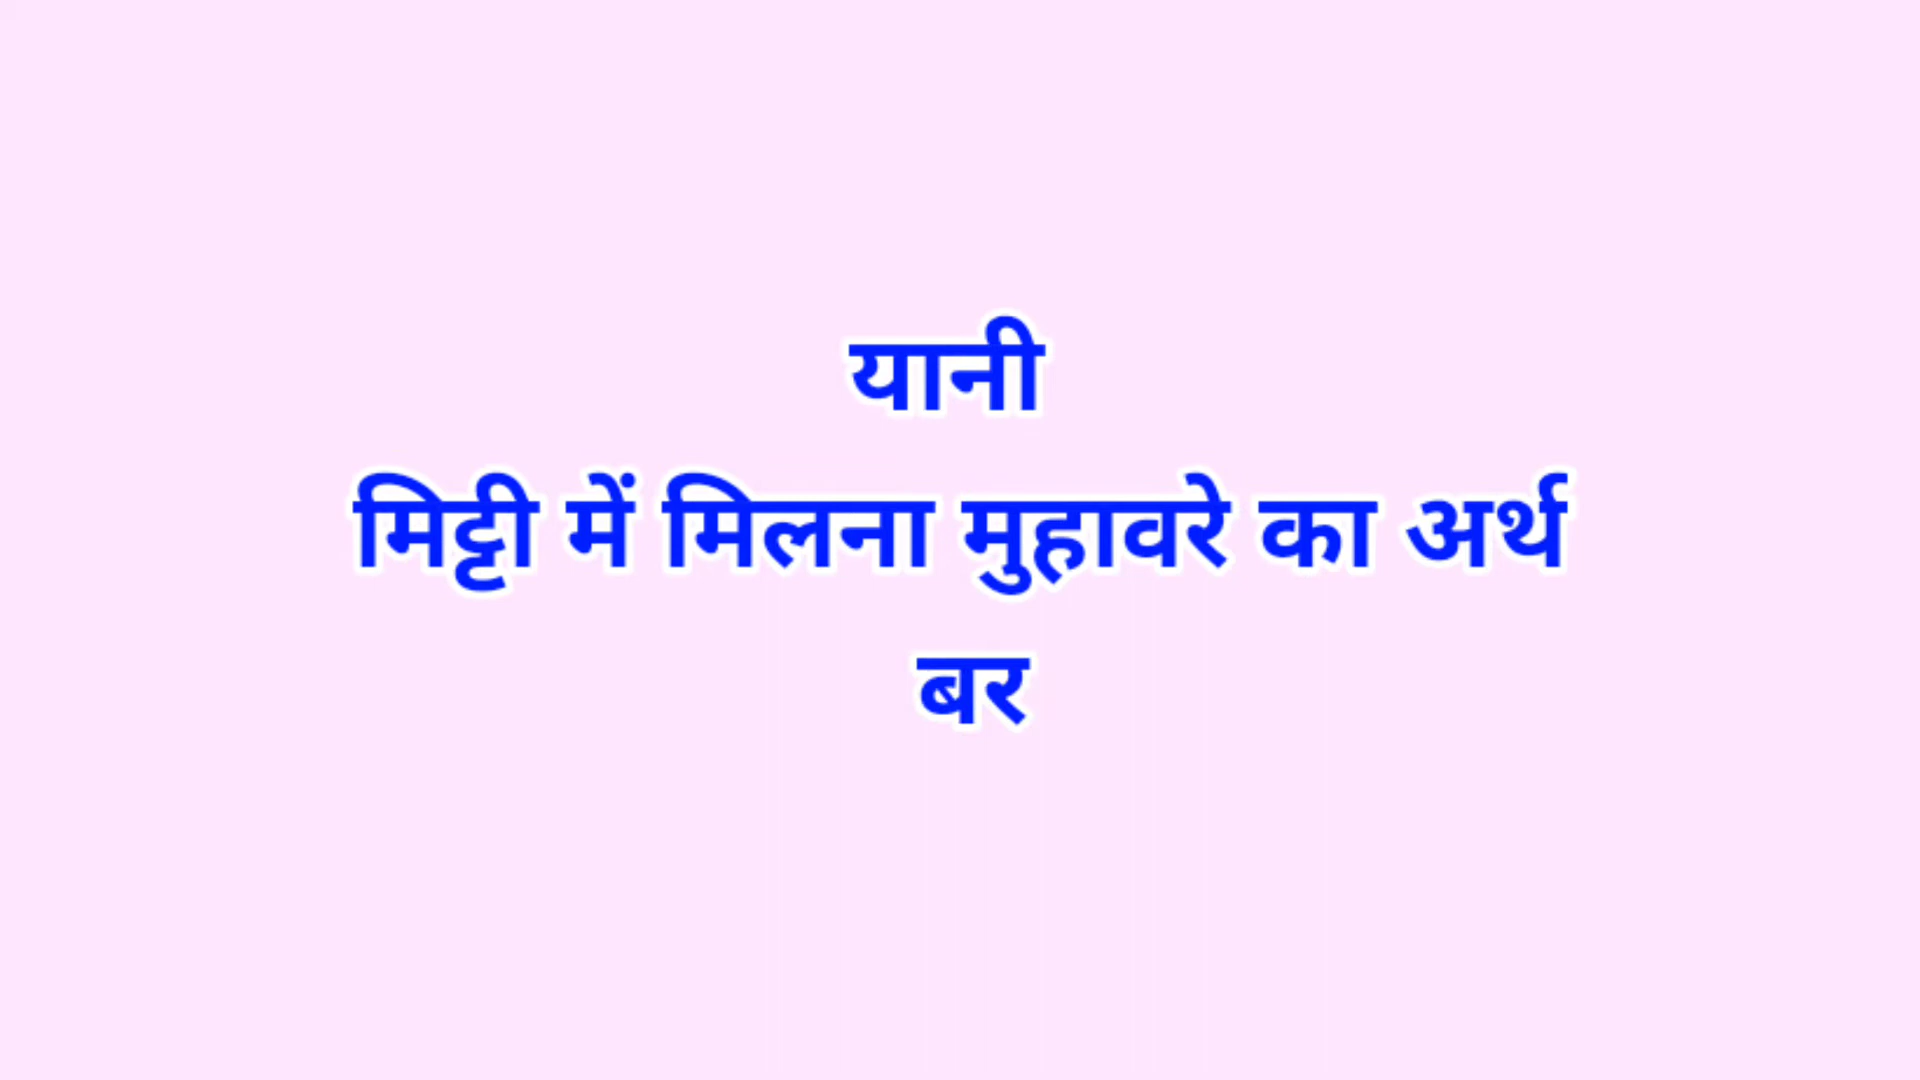 यानी
मिट्टी में मिलना मुहावरे का अर्थ
बर